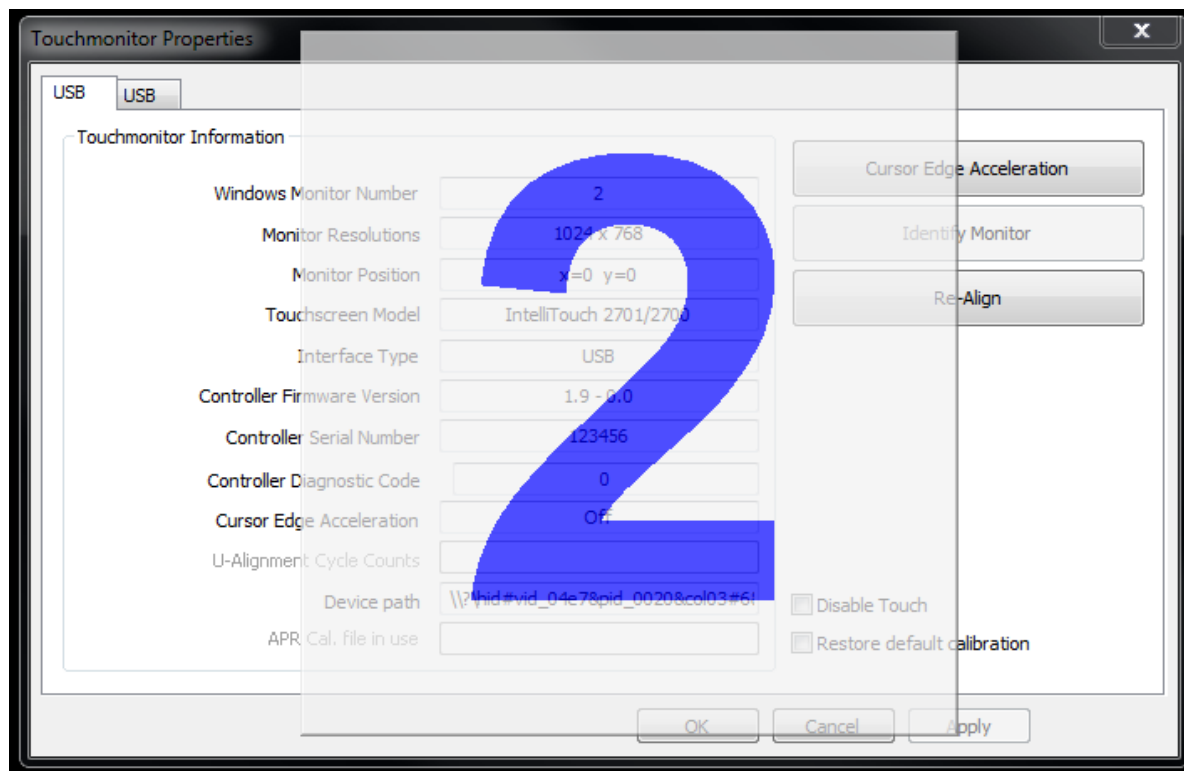 Touchmonitor Properties
X
USB
USB
Touchmonitor Information
Windows Monitor Number 2
Monitor Resolutions 1024 x 768
Monitor Position x=0 y=0
Touchscreen Model IntelliTouch 2701/2700
Interface Type USB
Controller Firmware Version 1.9 - 0.0
Controller Serial Number 123456
Controller Diagnostic Code 0
Cursor Edge Acceleration Off
U-Alignment Cycle Counts
Device path \\?\hid#vid_04e7&pid_0020&col03#6!
APR Cal. file in use
Cursor Edge Acceleration
Identify Monitor
Re-Align
Disable Touch
Restore default calibration
2
OK
Cancel
Apply